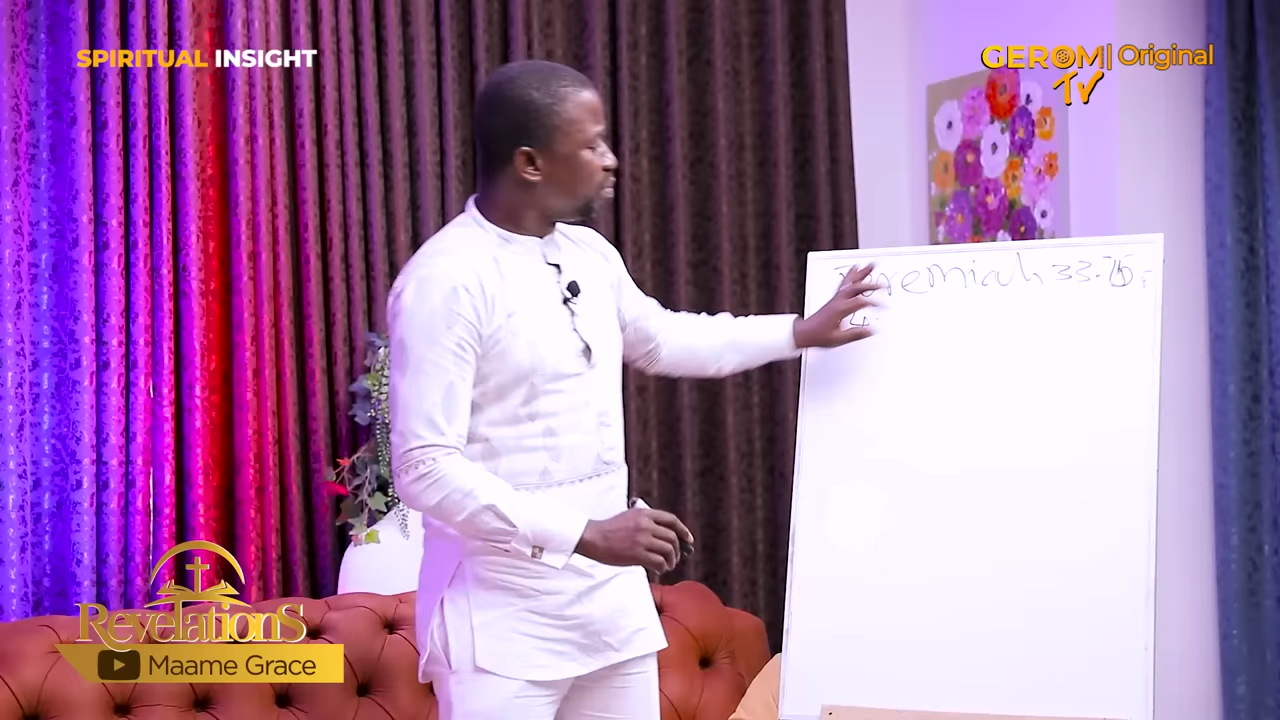 SPIRITUAL INSIGHT
GEROM TV | Original
Jeremiah 33
Revelations
Maame Grace